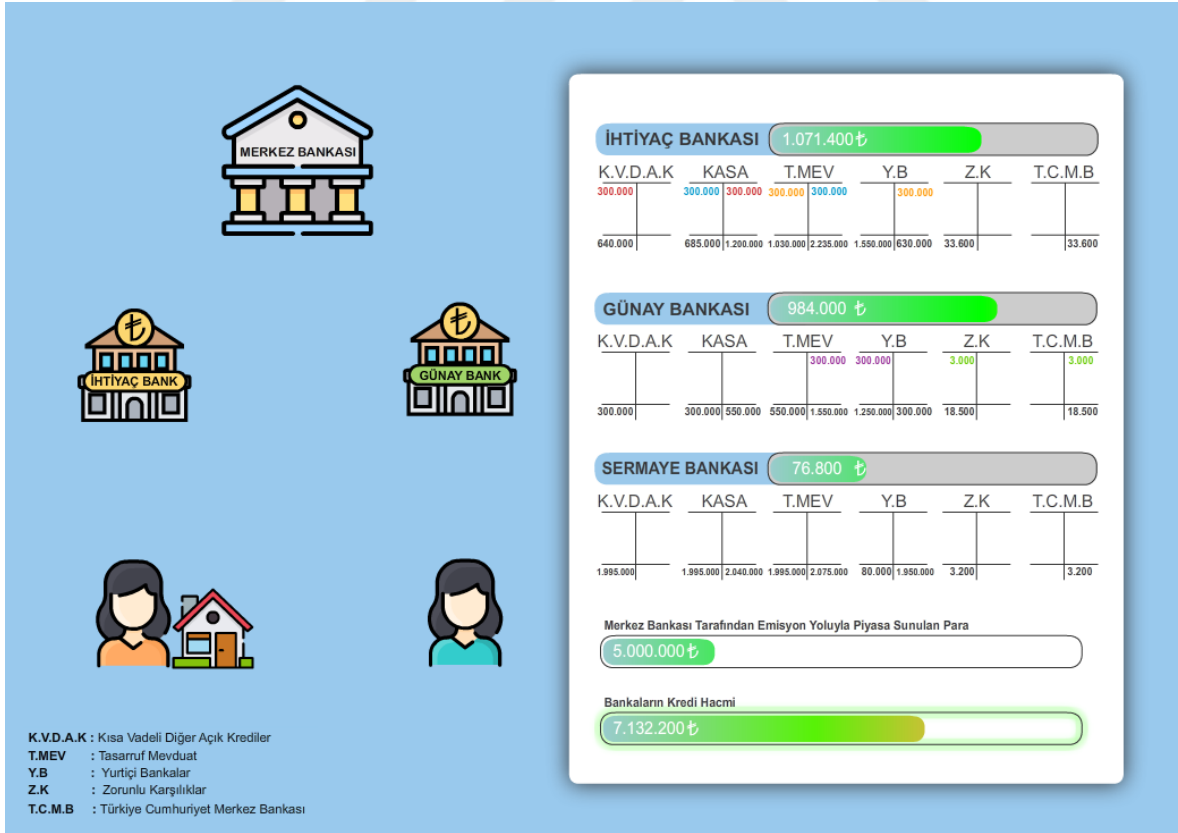 MERKEZ BANKASI
İHTİYAÇ BANK
GÜNAY BANK
K.V.D.A.K : Kısa Vadeli Diğer Açık Krediler
T.MEV : Tasarruf Mevduat
Y.B : Yurtiçi Bankalar
Z.K : Zorunlu Karşılıklar
T.C.M.B : Türkiye Cumhuriyet Merkez Bankası
İHTİYAÇ BANKASI 1.071.400₺
K.V.D.A.K KASA T.MEV Y.B Z.K T.C.M.B
300.000 300.000 300.000 300.000 300.000 300.000
640.000 685.000 1.200.000 1.030.000 2.235.000 1.550.000 630.000 33.600 33.600
GÜNAY BANKASI 984.000 ₺
K.V.D.A.K KASA T.MEV Y.B Z.K T.C.M.B
300.000 300.000 3.000 3.000
300.000 300.000 550.000 550.000 1.550.000 1.250.000 300.000 18.500 18.500
SERMAYE BANKASI 76.800 ₺
K.V.D.A.K KASA T.MEV Y.B Z.K T.C.M.B
1.995.000 1.995.000 2.040.000 1.995.000 2.075.000 80.000 1.950.000 3.200 3.200
Merkez Bankası Tarafından Emisyon Yoluyla Piyasa Sunulan Para
5.000.000₺
Bankaların Kredi Hacmi
7.132.200₺